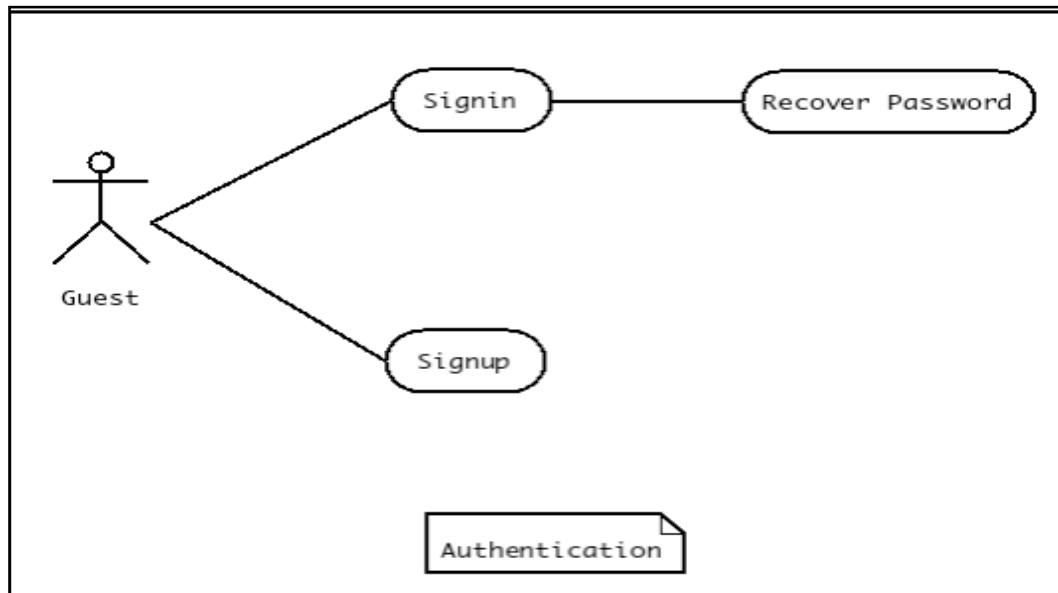 Signin
Recover Password
Guest
Signup
Authentication